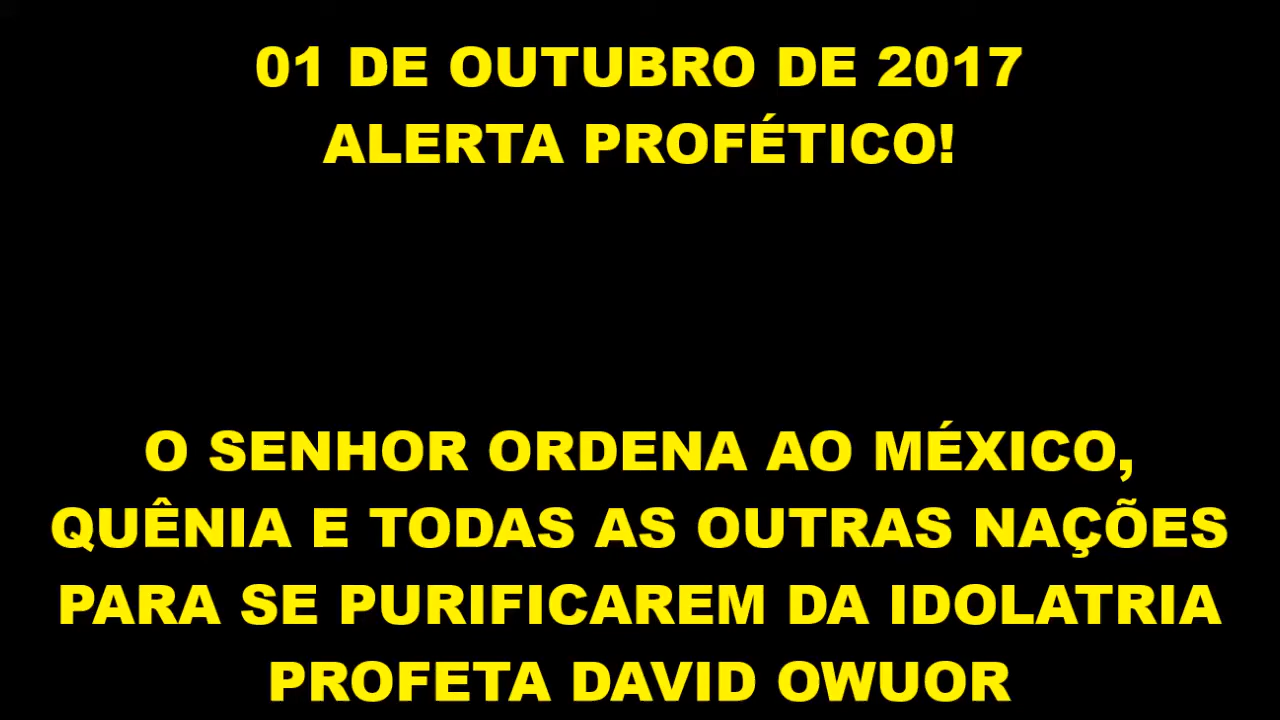 01 DE OUTUBRO DE 2017
ALERTA PROFÉTICO!
O SENHOR ORDENA AO MÉXICO,
QUÊNIA E TODAS AS OUTRAS NAÇÕES
PARA SE PURIFICAREM DA IDOLATRIA
PROFETA DAVID OWUOR